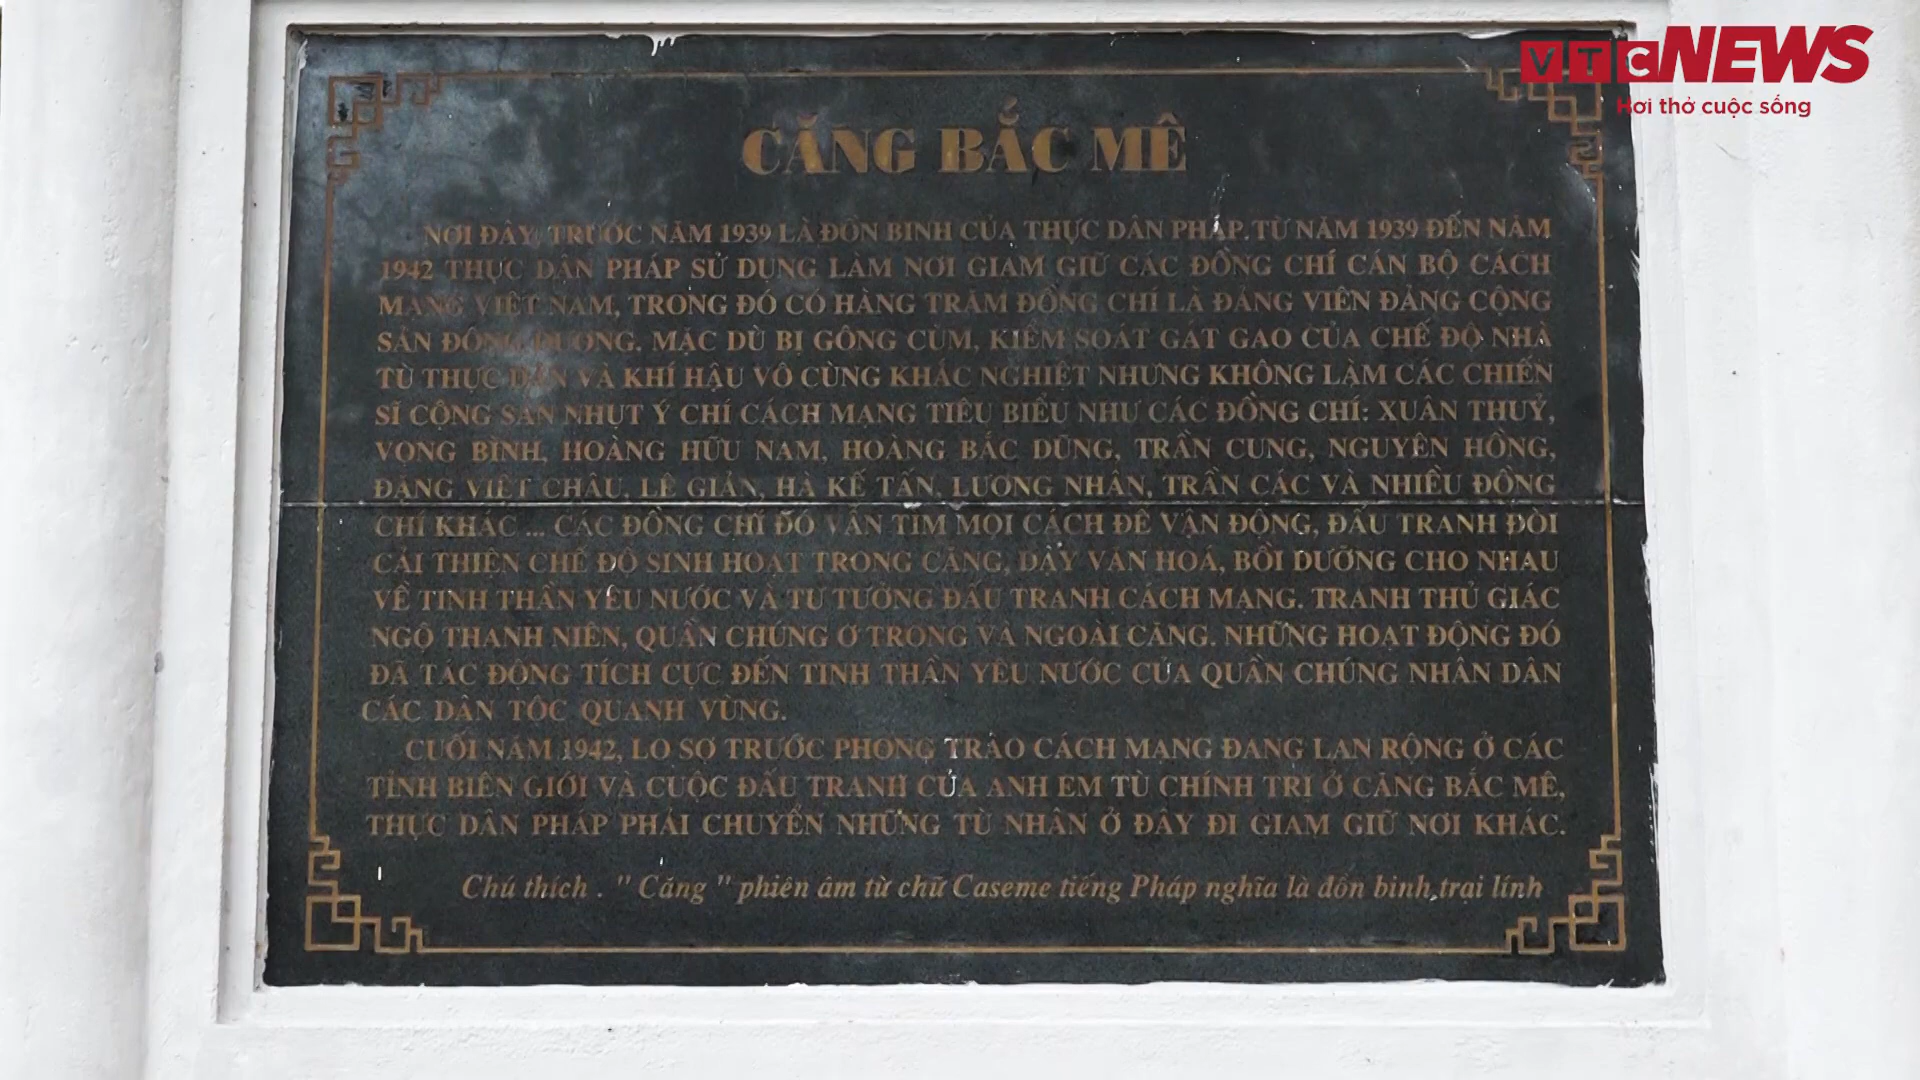 VTC NEWS
Hơi thở cuộc sống
CĂNG BẮC MÊ
NƠI ĐÂY, TRƯỚC NĂM 1939 LÀ ĐỒN BINH CỦA THỰC DÂN PHÁP. TỪ NĂM 1939 ĐẾN NĂM
1942 THỰC DÂN PHÁP SỬ DỤNG LÀM NƠI GIAM GIỮ CÁC ĐỒNG CHÍ CÁN BỘ CÁCH
MẠNG VIỆT NAM, TRONG ĐÓ CÓ HÀNG TRĂM ĐỒNG CHÍ LÀ ĐẢNG VIÊN ĐẢNG CỘNG
SẢN ĐÔNG DƯƠNG. MẶC DÙ BỊ GÔNG CÙM, KIỂM SOÁT GẮT GAO CỦA CHẾ ĐỘ NHÀ
TÙ THỰC DÂN VÀ KHÍ HẬU VÔ CÙNG KHẮC NGHIỆT NHƯNG KHÔNG LÀM CÁC CHIẾN
SĨ CỘNG SẢN NHỤT Ý CHÍ CÁCH MẠNG TIÊU BIỂU NHƯ CÁC ĐỒNG CHÍ: XUÂN THUỶ,
VỌNG BÌNH, HOÀNG HỮU NAM, HOÀNG BẮC DŨNG, TRẦN CUNG, NGUYÊN HỒNG,
ĐẶNG VIỆT CHÂU, LÊ GIẢN, HÀ KẾ TẤN, LƯƠNG NHÂN, TRẦN CÁC VÀ NHIỀU ĐỒNG
CHÍ KHÁC ... CÁC ĐỒNG CHÍ ĐÓ VẪN TÌM MỌI CÁCH ĐỂ VẬN ĐỘNG, ĐẤU TRANH ĐÒI
CẢI THIỆN CHẾ ĐỘ SINH HOẠT TRONG CĂNG, DẬY VĂN HOÁ, BỒI DƯỠNG CHO NHAU
VỀ TINH THẦN YÊU NƯỚC VÀ TƯ TƯỞNG ĐẤU TRANH CÁCH MẠNG. TRANH THỦ GIÁC
NGỘ THANH NIÊN, QUẦN CHÚNG Ở TRONG VÀ NGOÀI CĂNG. NHỮNG HOẠT ĐỘNG ĐÓ
ĐÃ TÁC ĐỘNG TÍCH CỰC ĐẾN TINH THẦN YÊU NƯỚC CỦA QUẦN CHÚNG NHÂN DÂN
CÁC DÂN TỘC QUANH VÙNG.
CUỐI NĂM 1942, LO SỢ TRƯỚC PHONG TRÀO CÁCH MẠNG ĐANG LAN RỘNG Ở CÁC
TỈNH BIÊN GIỚI VÀ CUỘC ĐẤU TRANH CỦA ANH EM TÙ CHÍNH TRỊ Ở CĂNG BẮC MÊ,
THỰC DÂN PHÁP PHẢI CHUYỂN NHỮNG TÙ NHÂN Ở ĐÂY ĐI GIAM GIỮ NƠI KHÁC.
Chú thích . " Căng " phiên âm từ chữ Caseme tiếng Pháp nghĩa là đồn binh,trại lính